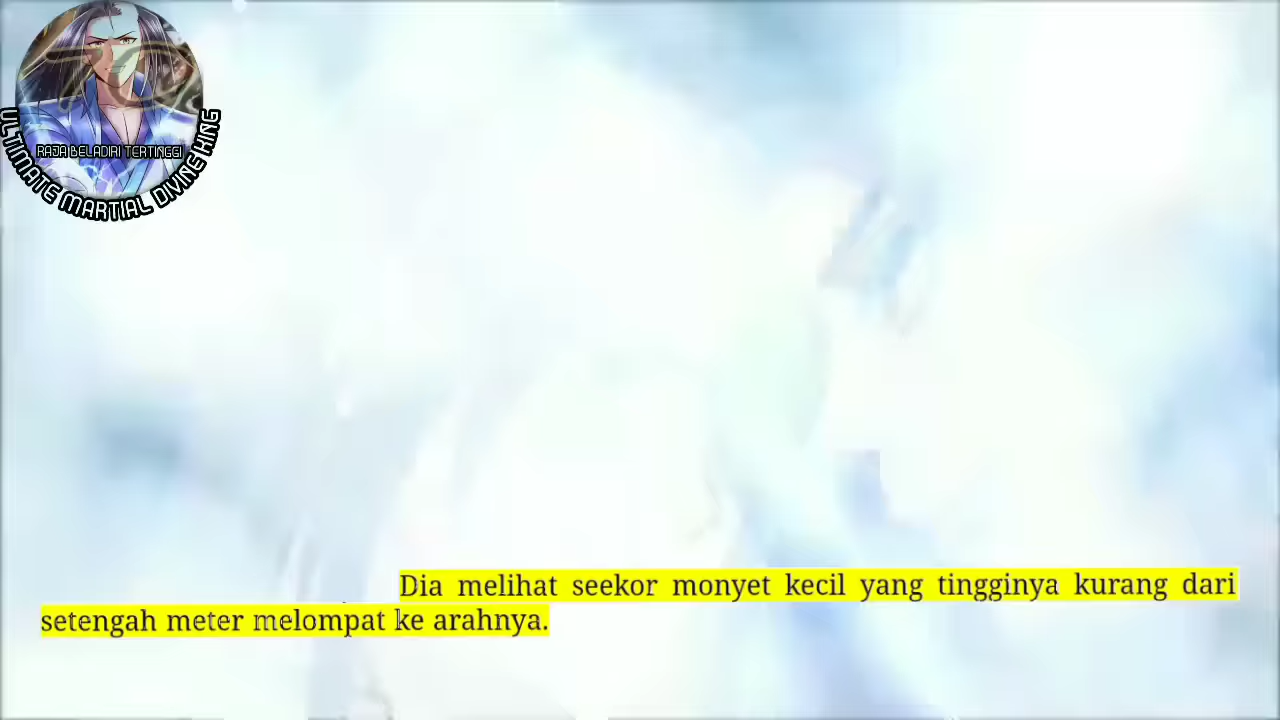 RAJA BELADIRI TERTINGGI
ULTIMATE MARTIAL DIVINE KING
Dia melihat seekor monyet kecil yang tingginya kurang dari
setengah meter melompat ke arahnya.